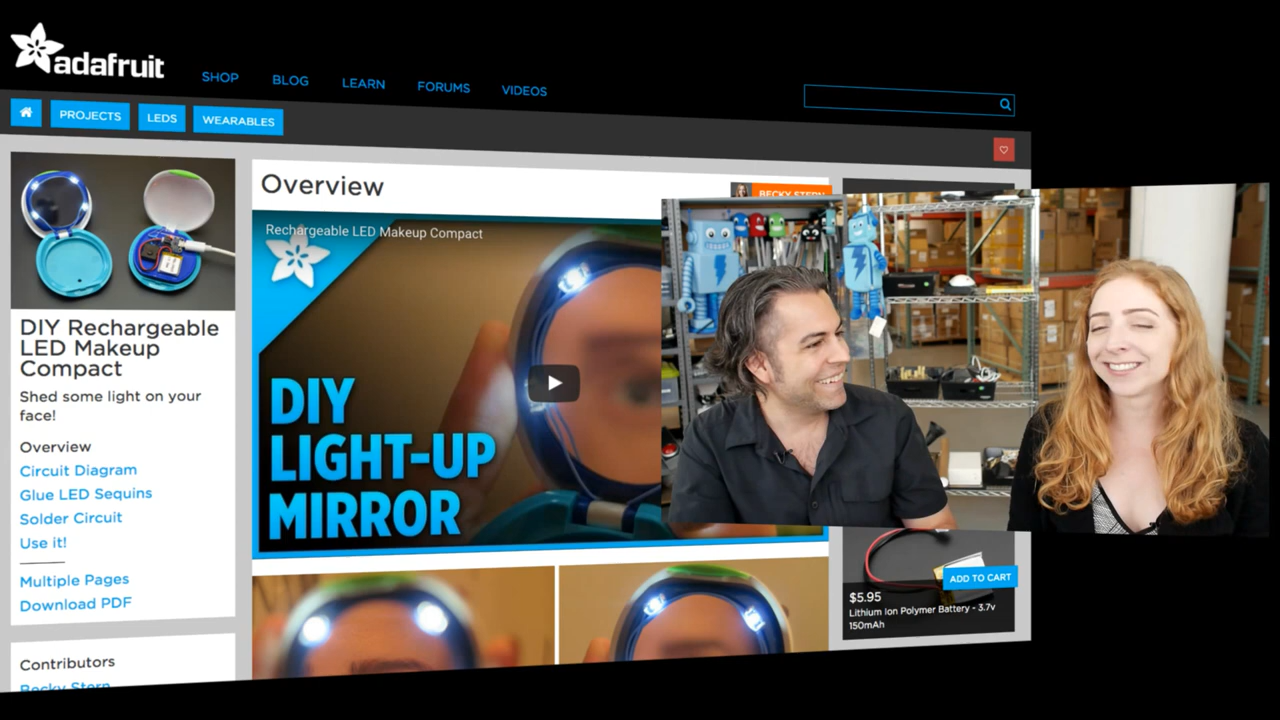 adafruit
SHOP
BLOG
LEARN
FORUMS
VIDEOS
PROJECTS
LEDS
WEARABLES
DIY Rechargeable
LED Makeup
Compact
Shed some light on your
face!
Overview
Circuit Diagram
Glue LED Sequins
Solder Circuit
Use it!
Multiple Pages
Download PDF
Contributors
Becky Stern
Overview
BECKY STERN
Rechargeable LED Makeup Compact
DIY
LIGHT-UP
MIRROR
ADD TO CART
$5.95
Lithium Ion Polymer Battery - 3.7v
150mAh